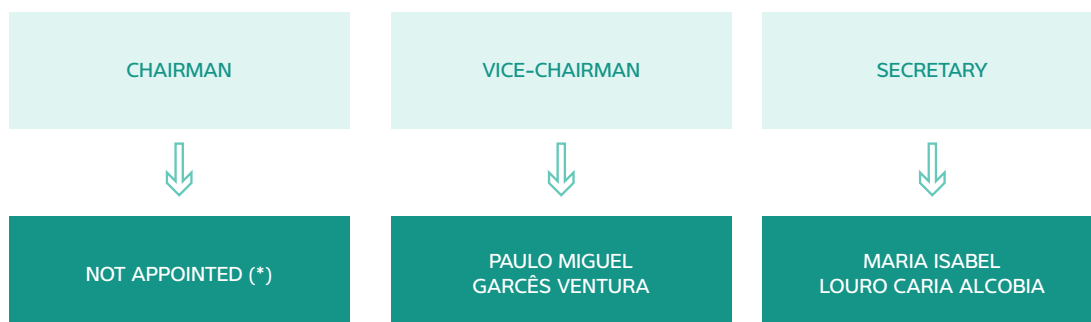 CHAIRMAN
VICE-CHAIRMAN
SECRETARY
NOT APPOINTED (*)
PAULO MIGUEL
GARCÊS VENTURA
MARIA ISABEL
LOURO CARIA ALCOBIA